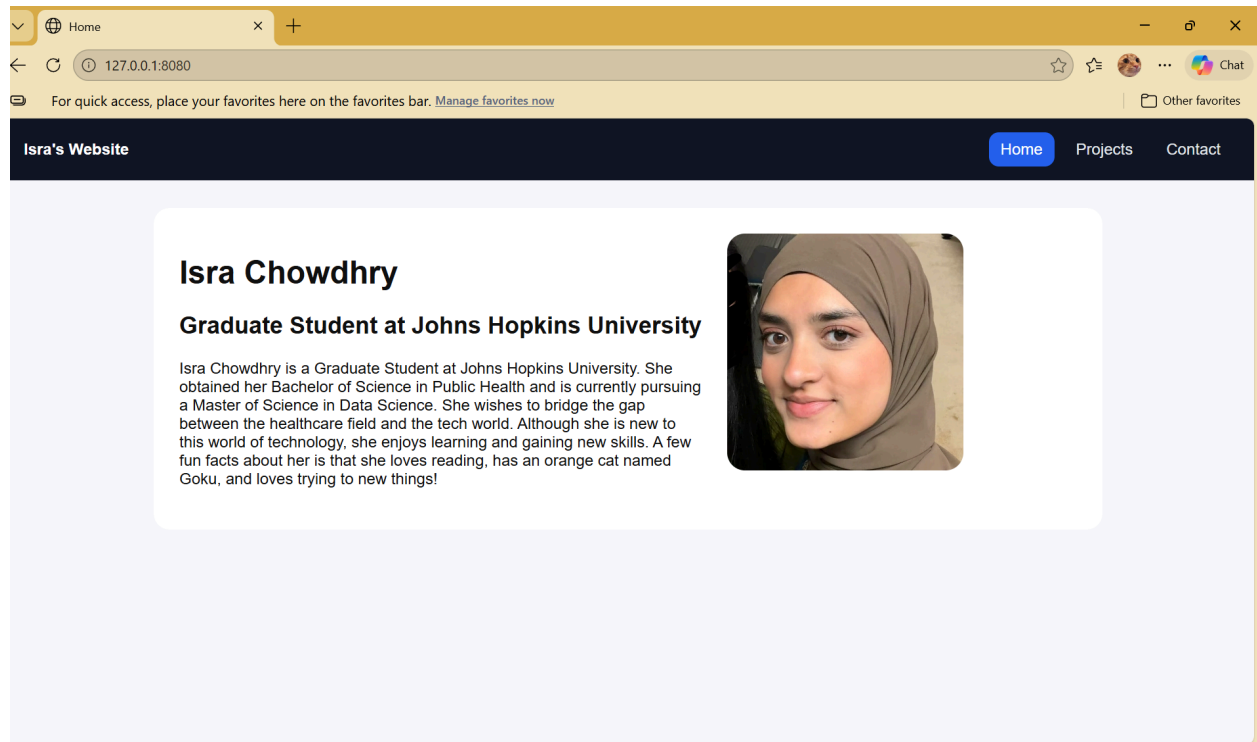 Home
127.0.0.1:8080
Chat
For quick access, place your favorites here on the favorites bar. Manage favorites now
Other favorites
Isra's Website
Home
Projects
Contact
Isra Chowdhry
Graduate Student at Johns Hopkins University
Isra Chowdhry is a Graduate Student at Johns Hopkins University. She
obtained her Bachelor of Science in Public Health and is currently pursuing
a Master of Science in Data Science. She wishes to bridge the gap
between the healthcare field and the tech world. Although she is new to
this world of technology, she enjoys learning and gaining new skills. A few
fun facts about her is that she loves reading, has an orange cat named
Goku, and loves trying to new things!